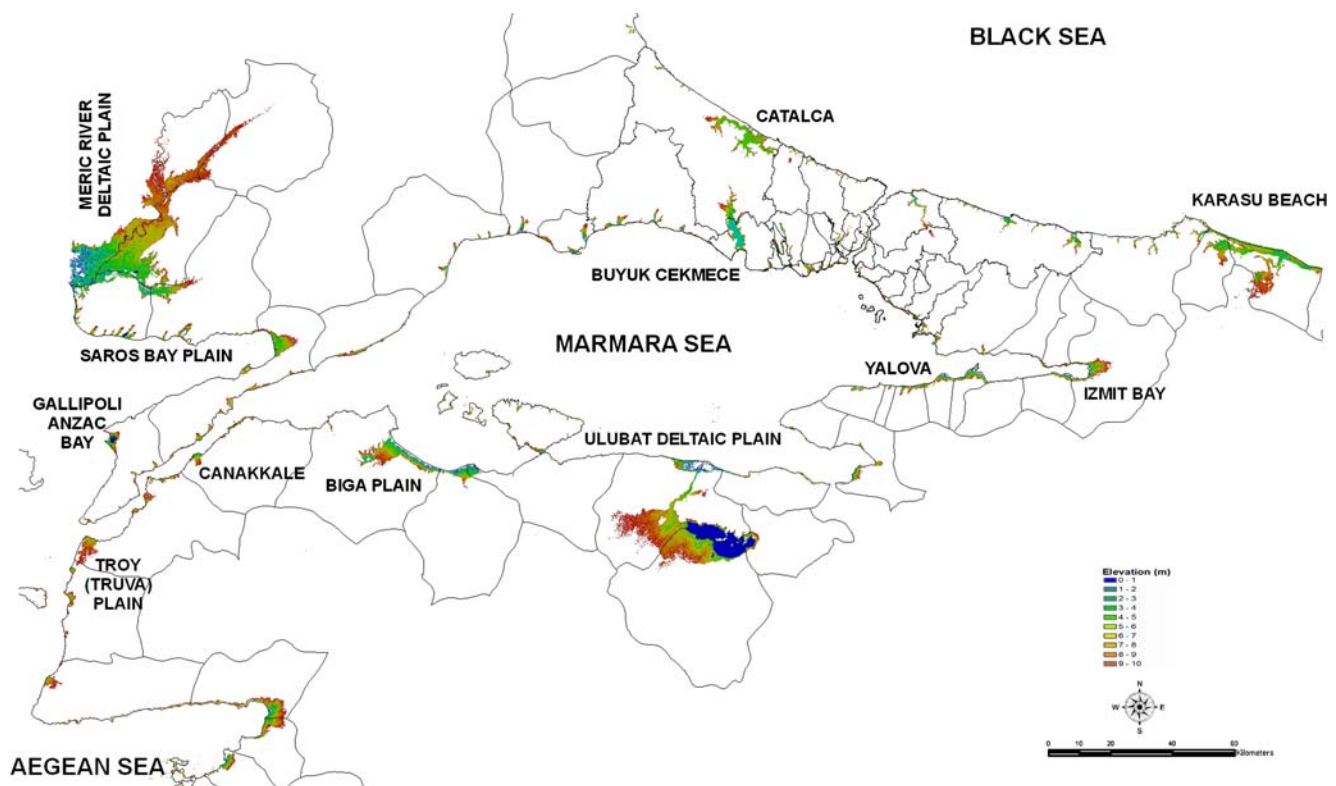 BLACK SEA
MERIC RIVER
DELTAIC PLAIN
CATALCA
KARASU BEACH
BUYUK CEKMECE
SAROS BAY PLAIN
MARMARA SEA
YALOVA
IZMIT BAY
GALLIPOLI
ANZAC
BAY
CANAKKALE
BIGA PLAIN
ULUBAT DELTAIC PLAIN
TROY
(TRUVA)
PLAIN
AEGEAN SEA
Elevation (m)
0 - 1
1 - 2
2 - 3
3 - 4
4 - 5
5 - 6
6 - 7
7 - 8
8 - 9
9 - 10
N
W E
S
0 10 20 40 60
Kilometers